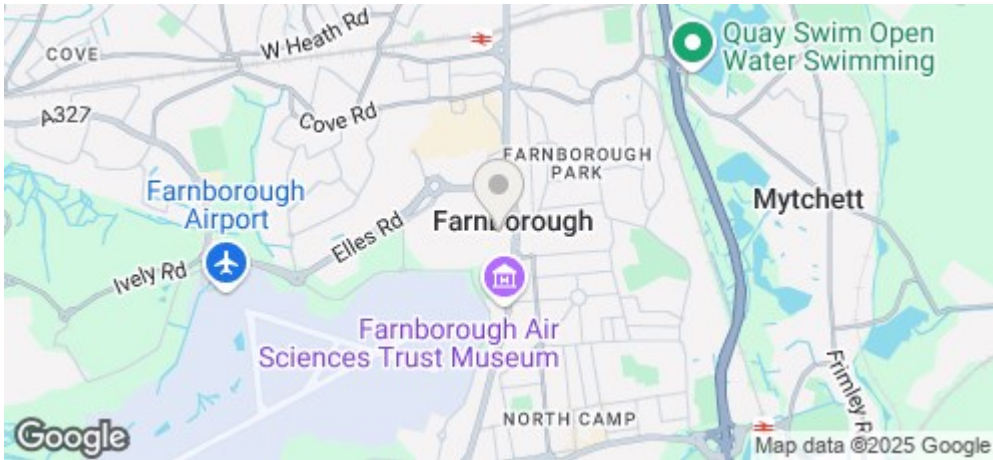 W Heath Rd
COVE
Quay Swim Open
Water Swimming
A327
Cove Rd
FARNBOROUGH
PARK
Farnborough
Airport
Mytchett
Farnborough
Elles Rd
Ively Rd
Farnborough Air
Sciences Trust Museum
Frimley R
NORTH CAMP
Google
Map data ©2025 Google